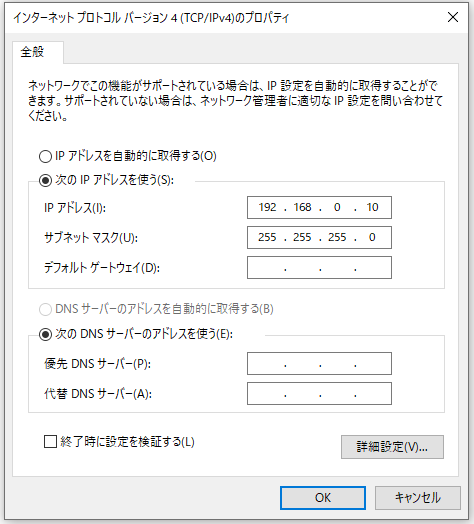 インターネット プロトコル バージョン 4 (TCP/IPv4)のプロパティ
全般
ネットワークでこの機能がサポートされている場合は、IP 設定を自動的に取得することがで
きます。サポートされていない場合は、ネットワーク管理者に適切な IP 設定を問い合わせて
ください。
IP アドレスを自動的に取得する(O)
次の IP アドレスを使う(S):
IP アドレス(I): 192 . 168 . 0 . 10
サブネット マスク(U): 255 . 255 . 255 . 0
デフォルト ゲートウェイ(D): . . .
DNS サーバーのアドレスを自動的に取得する(B)
次の DNS サーバーのアドレスを使う(E):
優先 DNS サーバー(P): . . .
代替 DNS サーバー(A): . . .
終了時に設定を検証する(L)
詳細設定(V)...
OK キャンセル